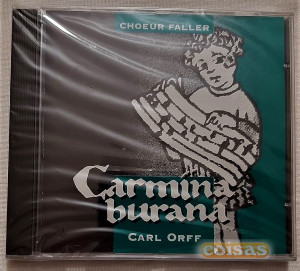 CHOEUR FALLER
Carmina
burana
CARL ORFF
coisas